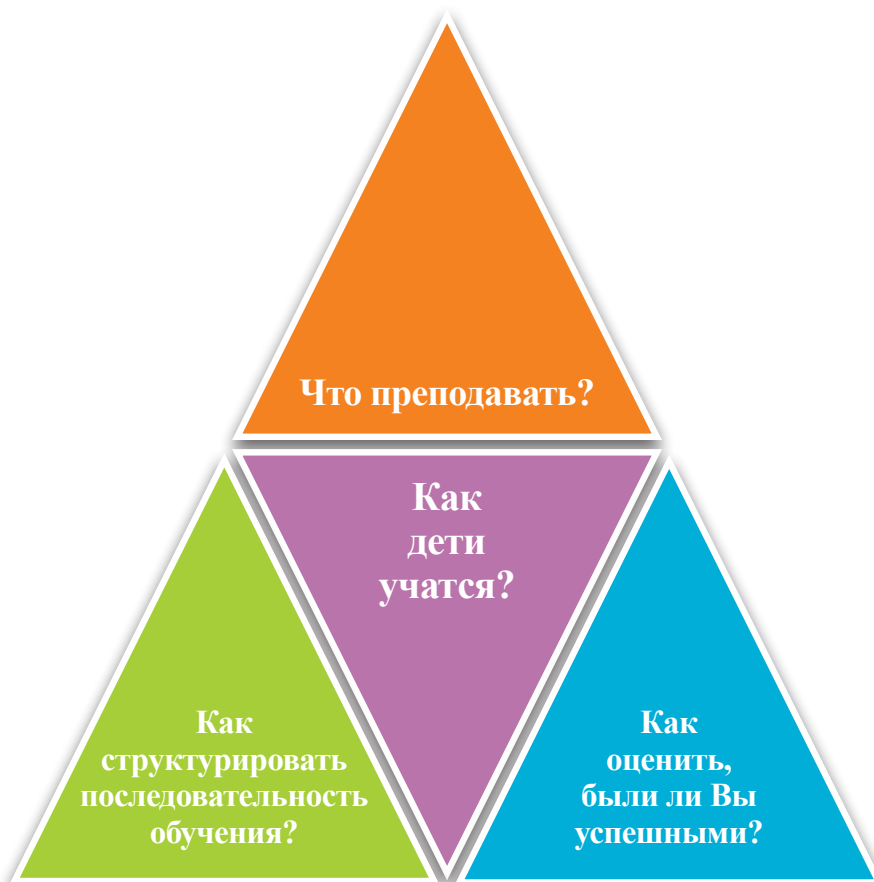 Что преподавать?
Как
дети
учатся?
Как
структурировать
последовательность
обучения?
Как
оценить,
были ли Вы
успешными?